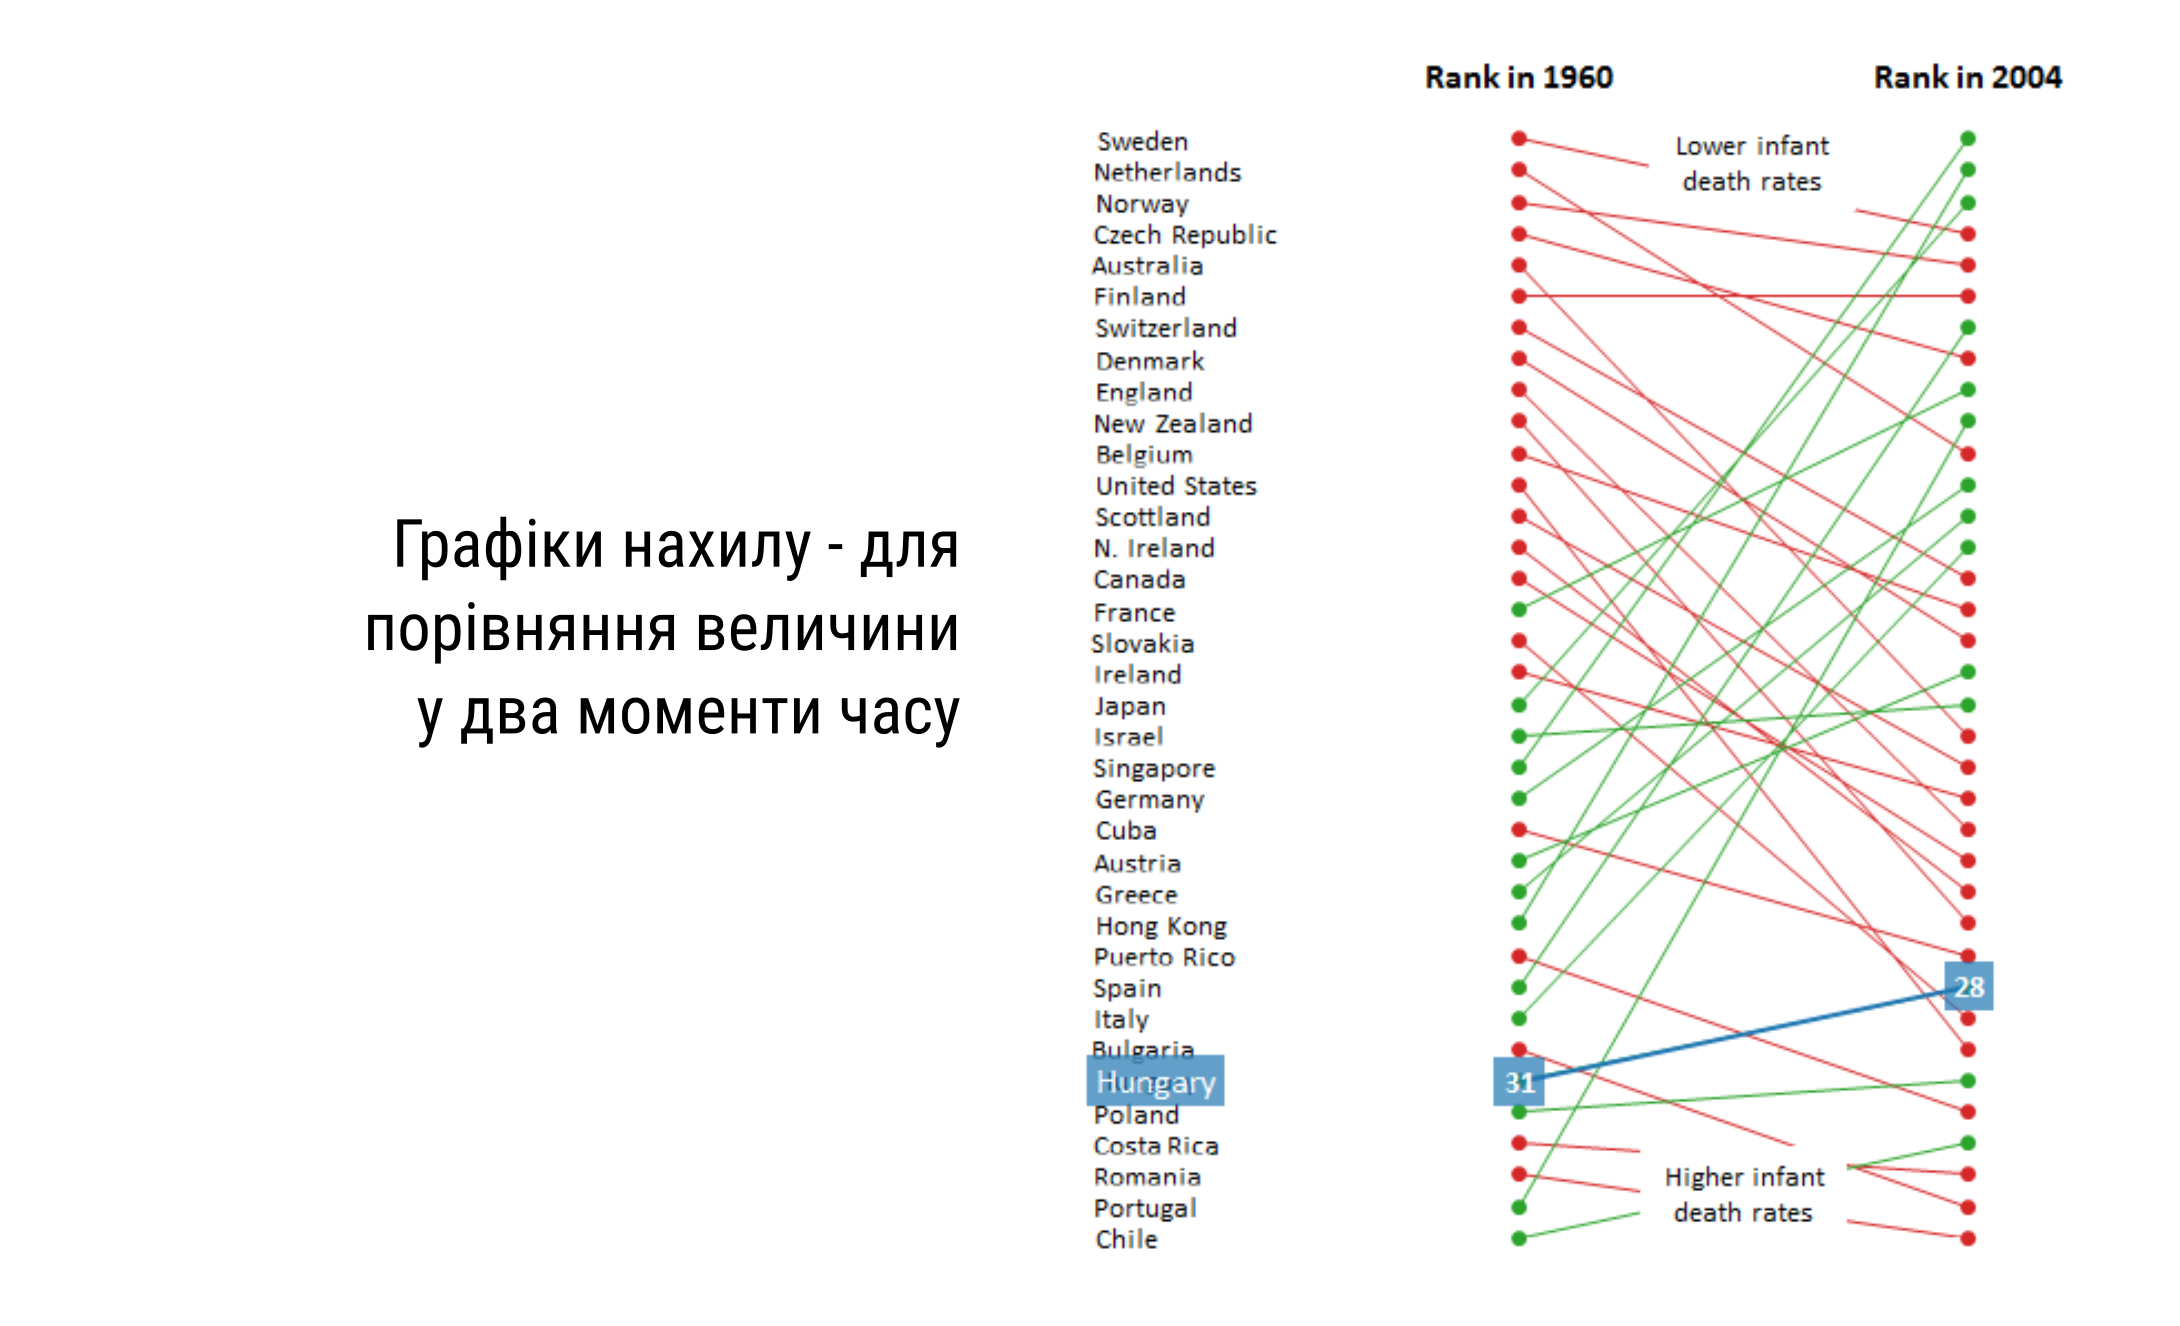 Графіки нахилу - для
порівняння величини
у два моменти часу
Rank in 1960
Rank in 2004
Sweden
Netherlands
Norway
Czech Republic
Australia
Finland
Switzerland
Denmark
England
New Zealand
Belgium
United States
Scottland
N. Ireland
Canada
France
Slovakia
Ireland
Japan
Israel
Singapore
Germany
Cuba
Austria
Greece
Hong Kong
Puerto Rico
Spain
Italy
Bulgaria
Hungary
Poland
Costa Rica
Romania
Portugal
Chile
Lower infant
death rates
28
31
Higher infant
death rates